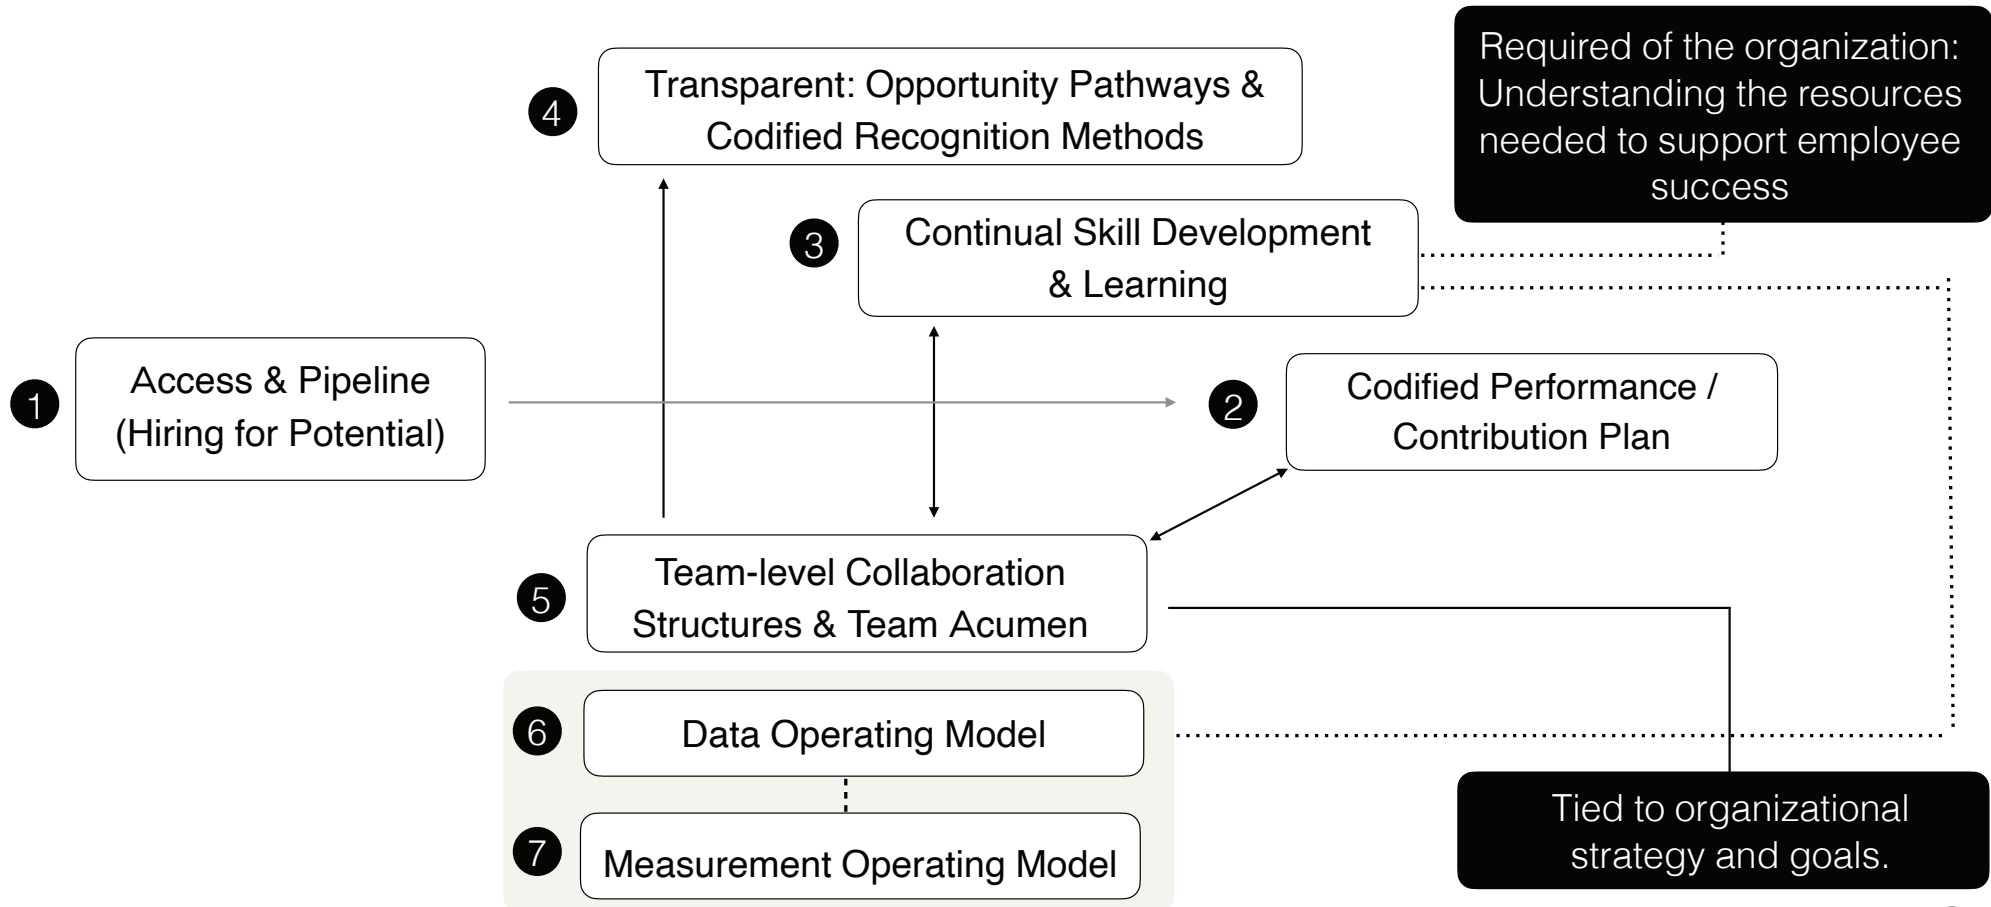 Required of the organization:
Understanding the resources
needed to support employee
success
4
Transparent: Opportunity Pathways &
Codified Recognition Methods
3
Continual Skill Development
& Learning
1
Access & Pipeline
(Hiring for Potential)
2
Codified Performance /
Contribution Plan
5
Team-level Collaboration
Structures & Team Acumen
6
Data Operating Model
7
Measurement Operating Model
Tied to organizational
strategy and goals.